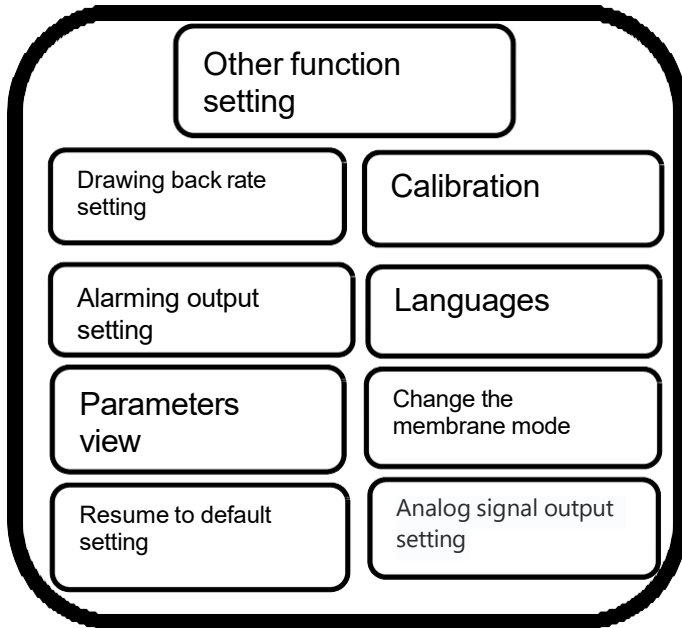 Other function
setting
Drawing back rate
setting
Calibration
Alarming output
setting
Languages
Parameters
view
Change the
membrane mode
Resume to default
setting
Analog signal output
setting